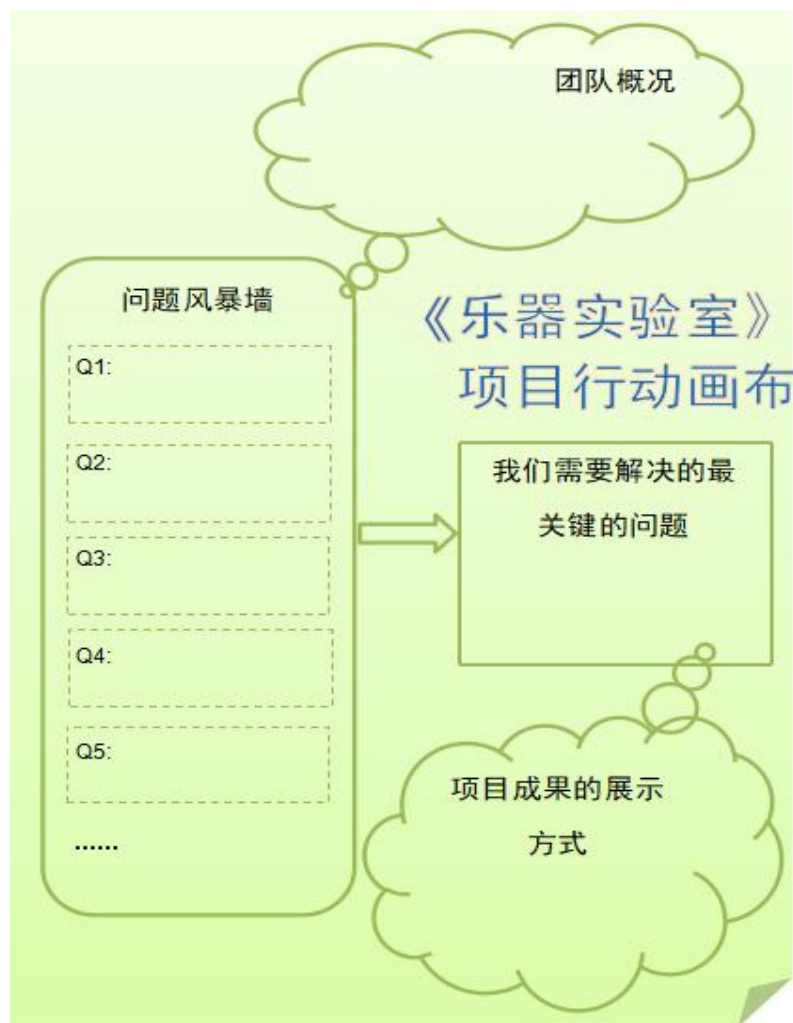 团队概况
问题风暴墙
Q1:
Q2:
Q3:
Q4:
Q5:
......
《乐器实验室》
项目行动画布
我们需要解决的最
关键的问题
项目成果的展示
方式